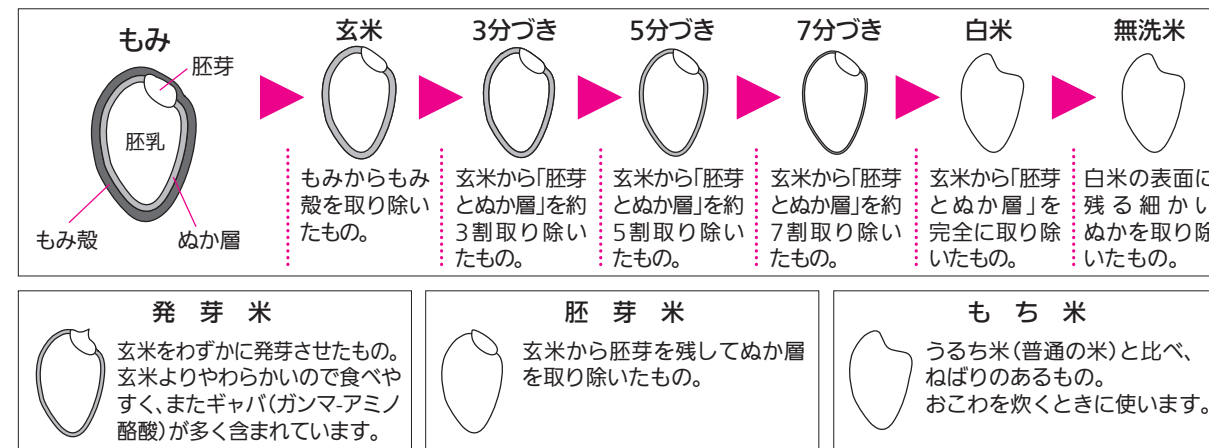 もみ
胚芽
胚乳
もみ殻
ぬか層
玄米
もみからもみ
殻を取り除い
たもの。
3分づき
玄米から「胚芽
とぬか層」を約
3割取り除い
たもの。
5分づき
玄米から「胚芽
とぬか層」を約
5割取り除い
たもの。
7分づき
玄米から「胚芽
とぬか層」を約
7割取り除い
たもの。
白米
玄米から「胚芽
とぬか層」を
完全に取り除
いたもの。
無洗米
白米の表面に
残る細かい
ぬかを取り除
いたもの。
発芽米
玄米をわずかに発芽させたもの。
玄米よりやわらかいので食べや
すく、またギャバ(ガンマ-アミノ
酪酸)が多く含まれています。
胚芽米
玄米から胚芽を残してぬか層
を取り除いたもの。
もち米
うるち米(普通の米)と比べ、
ねばりのあるもの。
おこわを炊くときに使います。